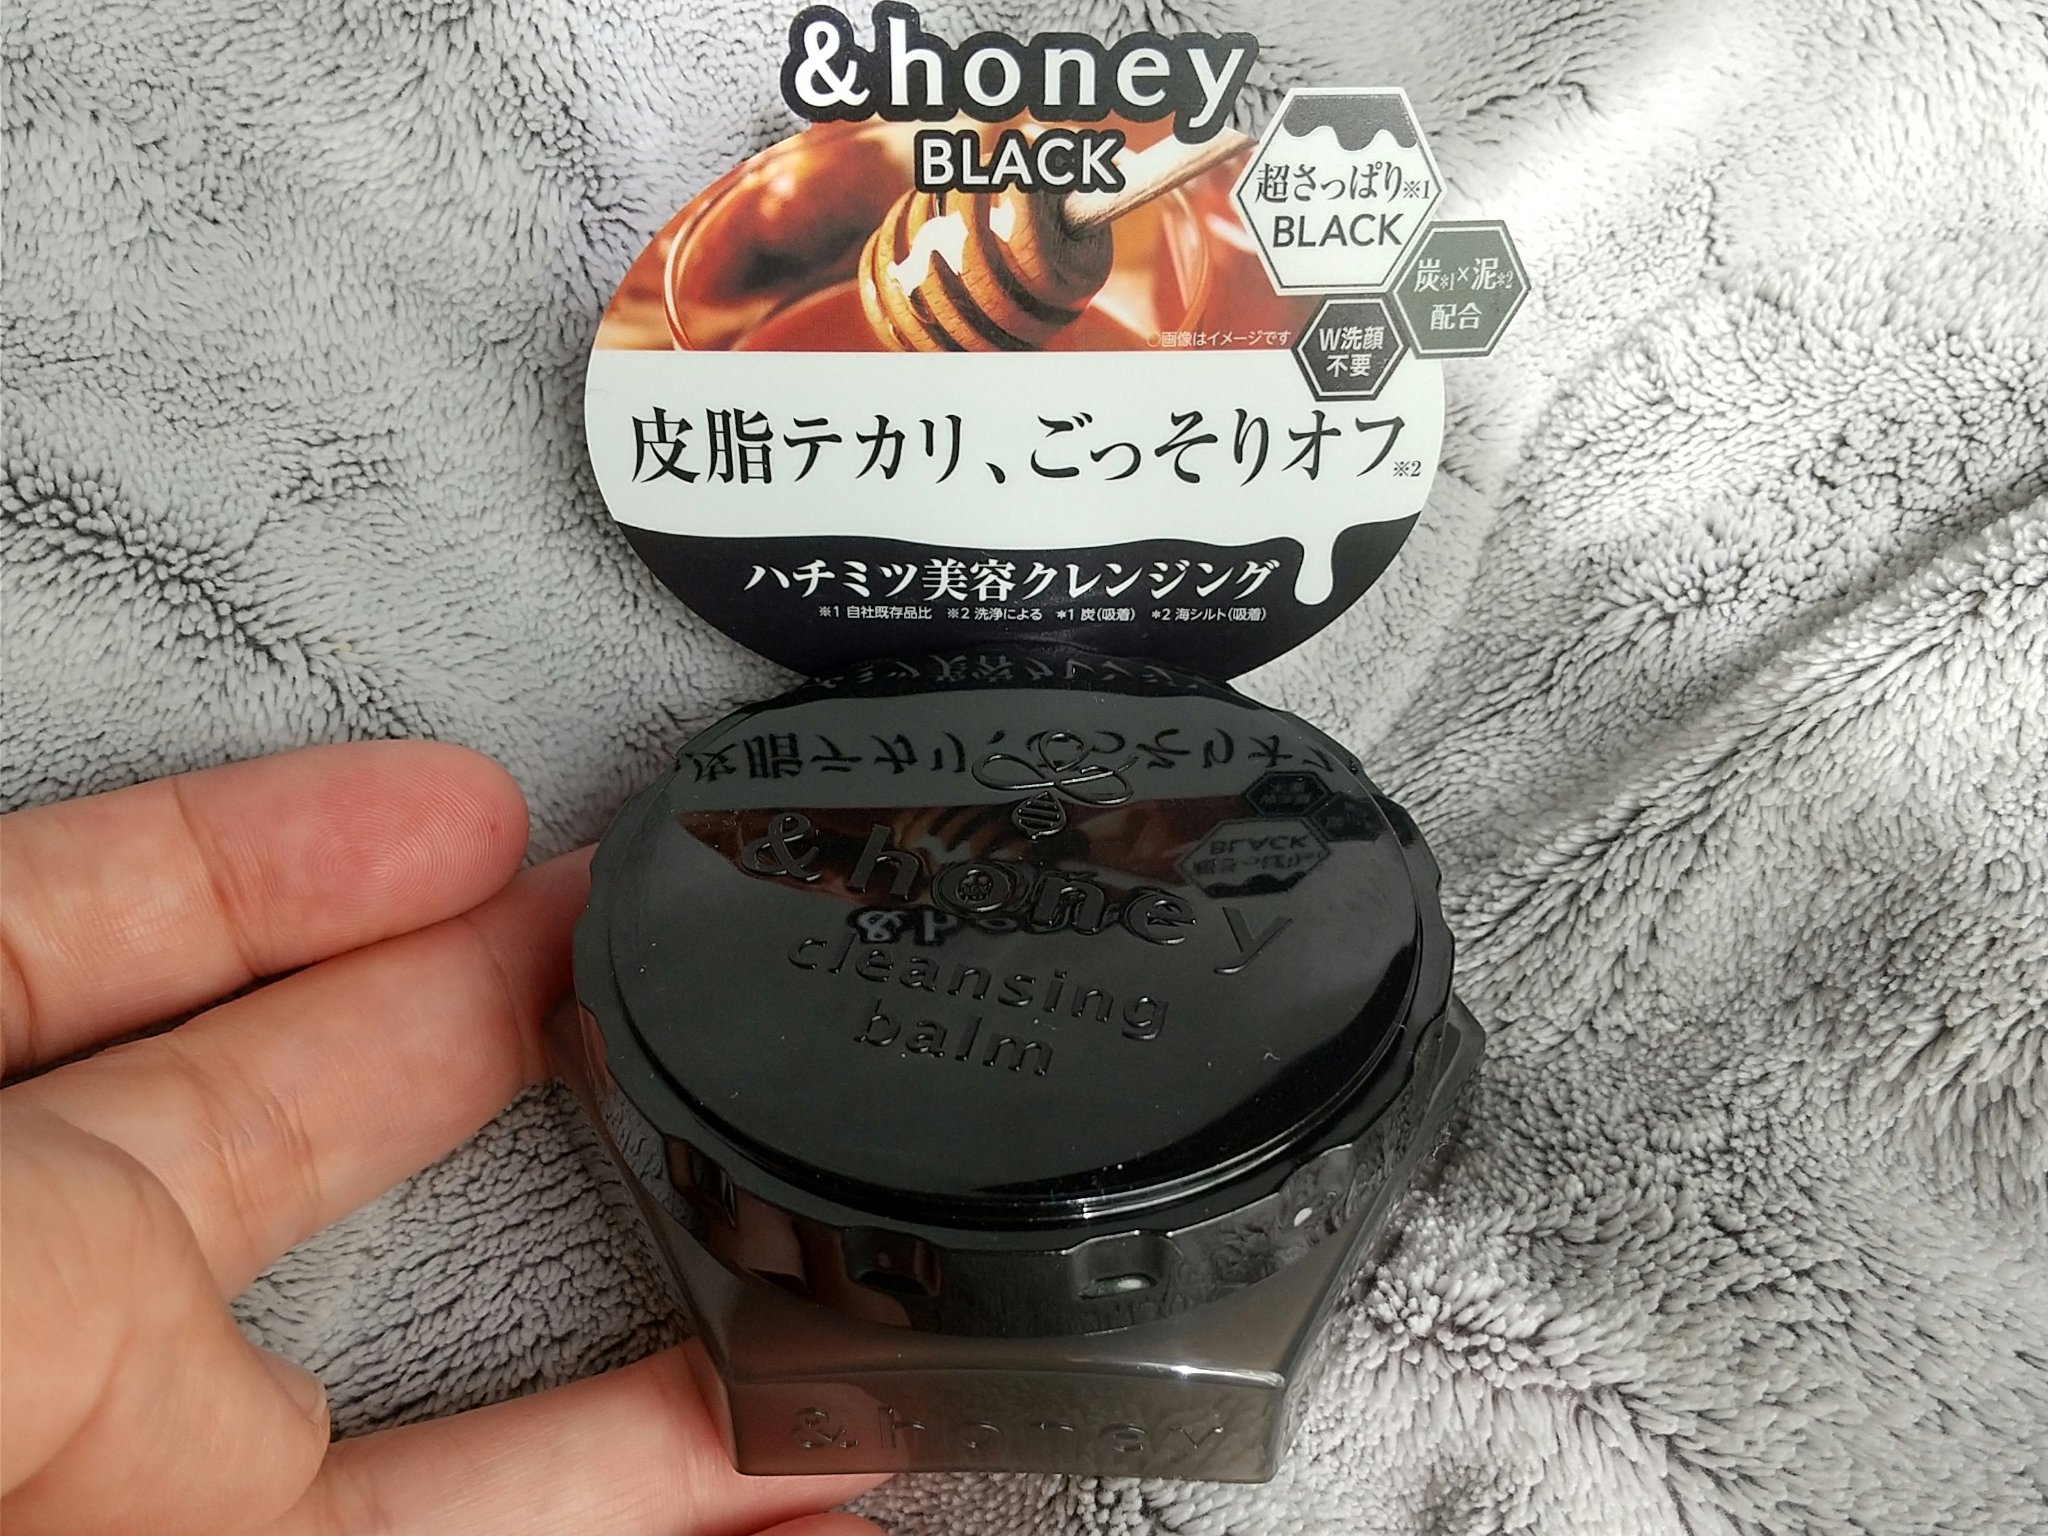 &honey
BLACK
超さっぱり※1
BLACK
炭*1×泥*2
配合
W洗顔
不要
○画像はイメージです
皮脂テカリ、ごっそりオフ※2
ハチミツ美容クレンジング
※1 自社既存品比 ※2 洗浄による *1 炭(吸着) *2 海シルト(吸着)
&honey
cleansing
balm
&honey